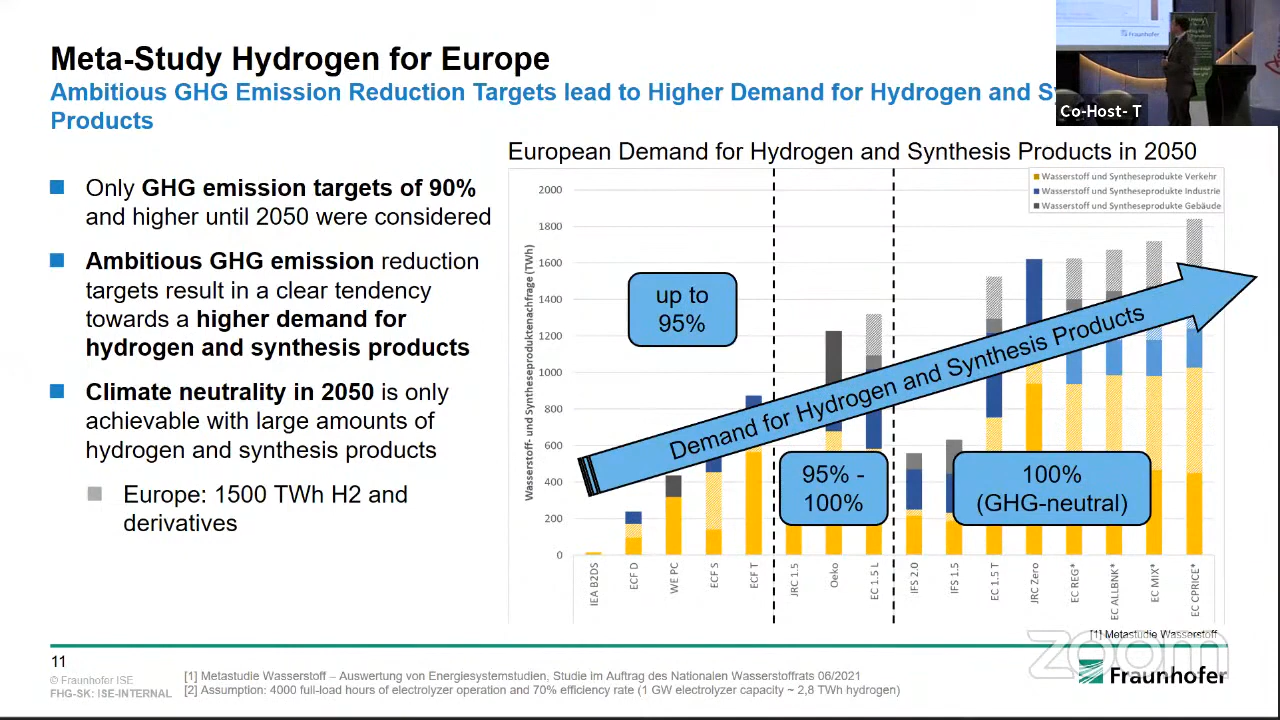 Meta-Study Hydrogen for Europe
Ambitious GHG Emission Reduction Targets lead to Higher Demand for Hydrogen and Sy
Products
Co-Host- T
Fraunhofer
European Demand for Hydrogen and Synthesis Products in 2050
Only GHG emission targets of 90%
and higher until 2050 were considered
Ambitious GHG emission reduction
targets result in a clear tendency
towards a higher demand for
hydrogen and synthesis products
Climate neutrality in 2050 is only
achievable with large amounts of
hydrogen and synthesis products
Europe: 1500 TWh H2 and
derivatives
Wasserstoff und Syntheseprodukte Verkehr
Wasserstoff und Syntheseprodukte Industrie
Wasserstoff und Syntheseprodukte Gebäude
Wasserstoff- und Syntheseproduktenachfrage (TWh)
2000
1800
1600
1400
1200
1000
800
600
400
200
0
up to
95%
Demand for Hydrogen and Synthesis Products
95% -
100%
100%
(GHG-neutral)
IEA B2DS
ECF D
WE PC
ECF S
ECF T
JRC 1.5
Oeko
EC 1.5 L
IFS 2.0
IFS 1.5
EC 1.5 T
JRC Zero
EC REG*
EC ALLBNK*
EC MIX*
EC CPRICE*
[1] Metastudie Wasserstoff
zoom
11
© Fraunhofer ISE
FHG-SK: ISE-INTERNAL
[1] Metastudie Wasserstoff – Auswertung von Energiesystemstudien, Studie im Auftrag des Nationalen Wasserstoffrats 06/2021
[2] Assumption: 4000 full-load hours of electrolyzer operation and 70% efficiency rate (1 GW electrolyzer capacity ~ 2,8 TWh hydrogen)
Fraunhofer